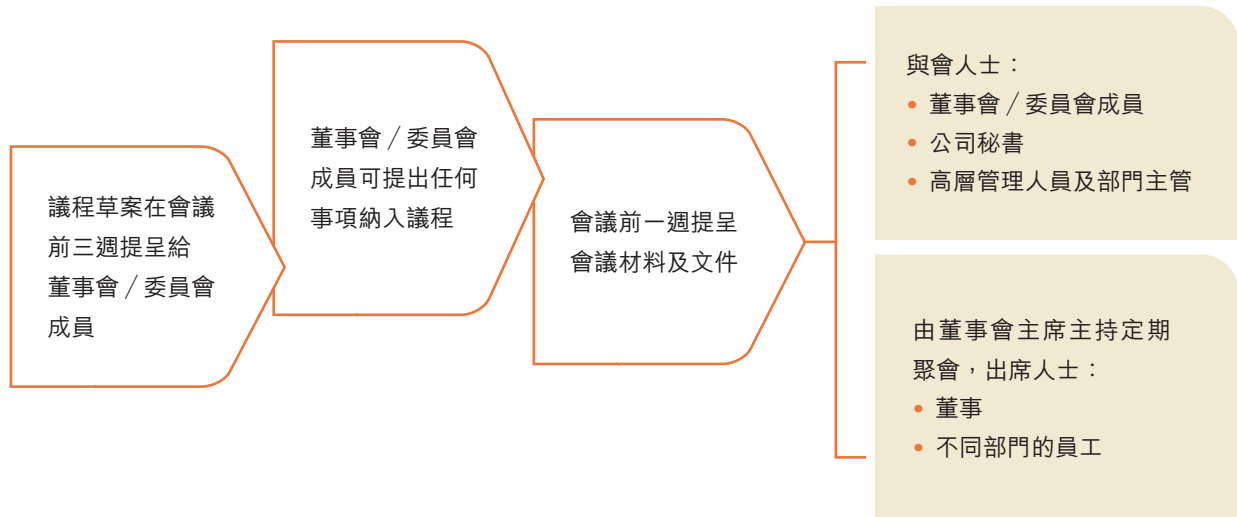 議程草案在會議
前三週提呈給
董事會╱委員會
成員
董事會╱委員會
成員可提出任何
事項納入議程
會議前一週提呈
會議材料及文件
與會人士：
• 董事會╱委員會成員
• 公司秘書
• 高層管理人員及部門主管
由董事會主席主持定期
聚會，出席人士：
• 董事
• 不同部門的員工